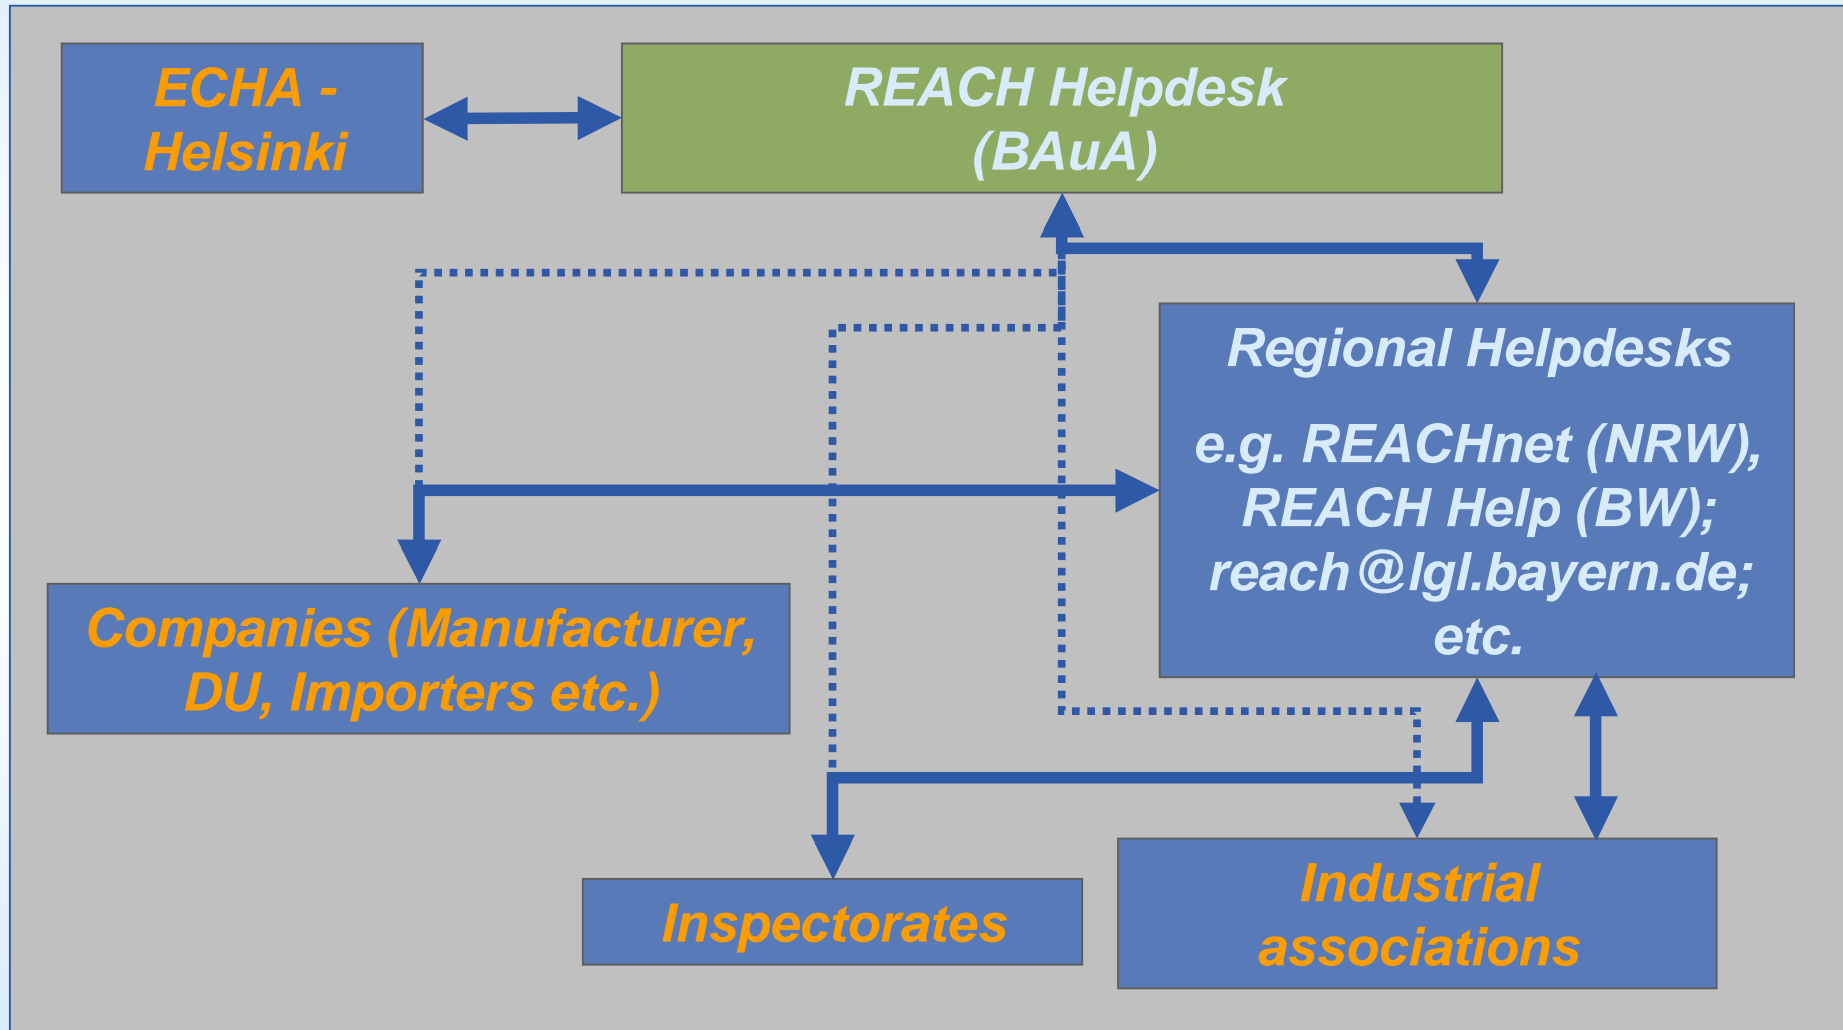 ECHA -
Helsinki
REACH Helpdesk
(BAuA)
Regional Helpdesks
e.g. REACHnet (NRW),
REACH Help (BW);
reach@lgl.bayern.de;
etc.
Companies (Manufacturer,
DU, Importers etc.)
Inspectorates
Industrial
associations